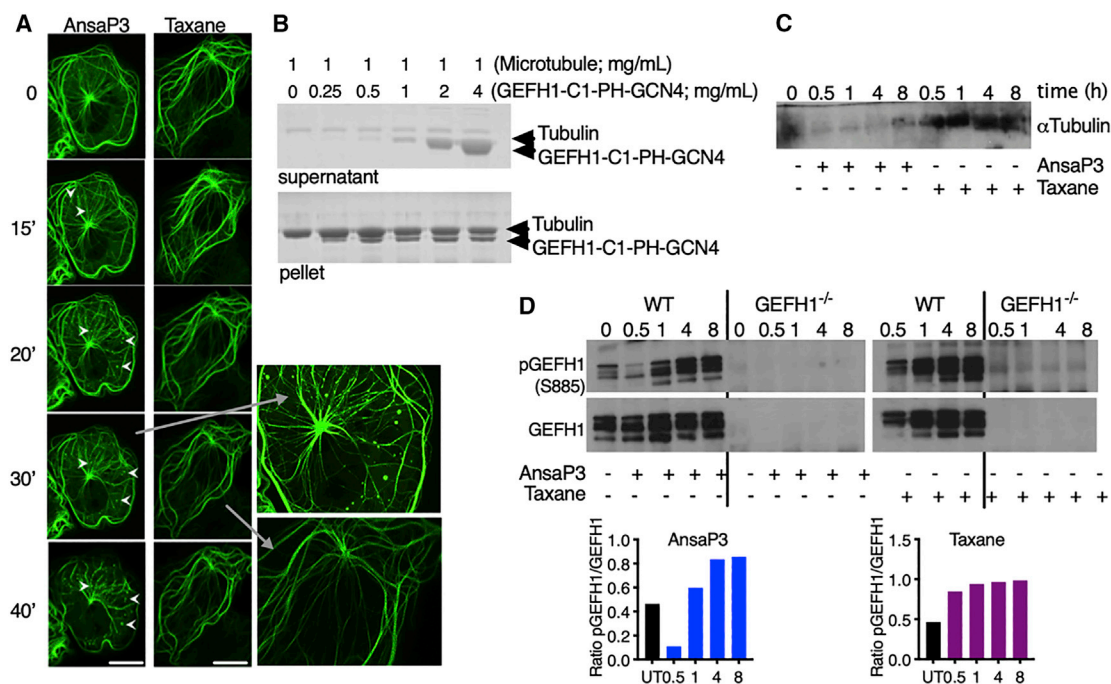 A
AnsaP3 Taxane
0
15’
20’
30’
40’
B
1 1 1 1 1 1 (Microtubule; mg/mL)
0 0.25 0.5 1 2 4 (GEFH1-C1-PH-GCN4; mg/mL)
Tubulin
GEFH1-C1-PH-GCN4
supernatant
Tubulin
GEFH1-C1-PH-GCN4
pellet
C
0 0.5 1 4 8 0.5 1 4 8 time (h)
αTubulin
- + + + + - - - - AnsaP3
- - - - - + + + + Taxane
D
WT GEFH1-/- WT GEFH1-/-
0 0.5 1 4 8 0 0.5 1 4 8 0.5 1 4 8 0.5 1 4 8
pGEFH1
(S885)
GEFH1
AnsaP3 - + + + + - + + + + - - - - - - - - -
Taxane - - - - - - - - - - + + + + + + + + +
AnsaP3
Ratio pGEFH1/GEFH1
1.0
0.8
0.6
0.4
0.2
0.0
UT 0.5 1 4 8
Taxane
Ratio pGEFH1/GEFH1
1.5
1.0
0.5
0.0
UT 0.5 1 4 8